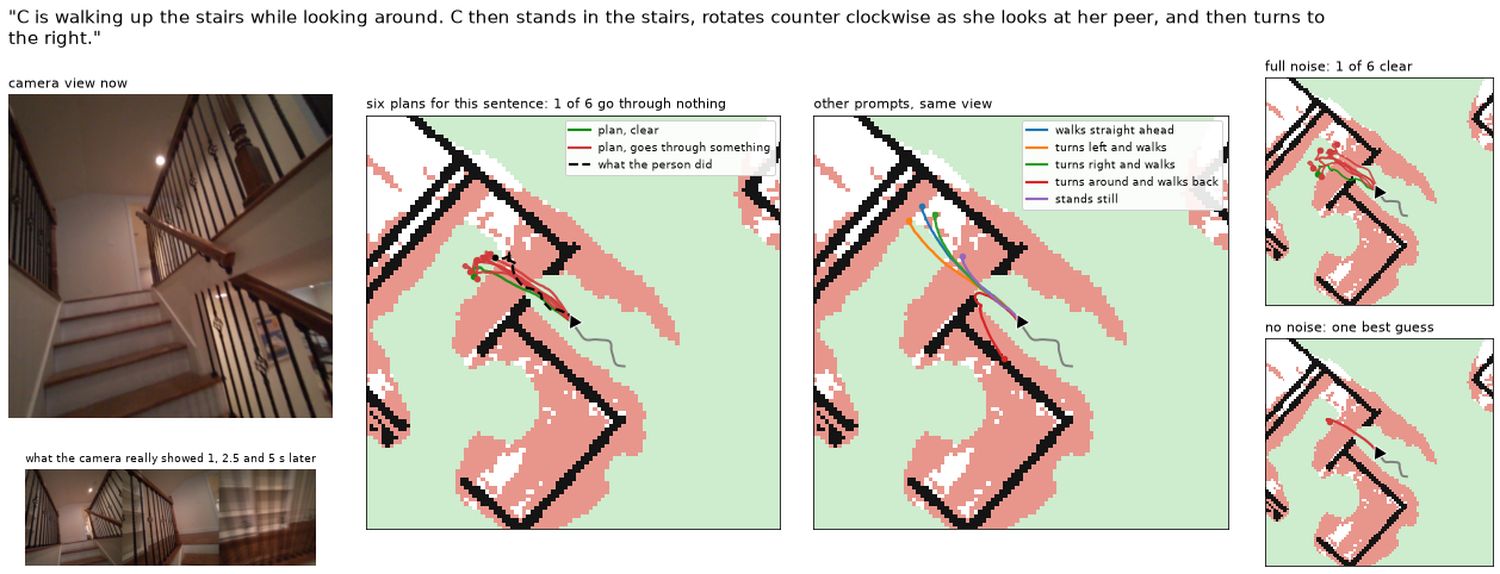 "C is walking up the stairs while looking around. C then stands in the stairs, rotates counter clockwise as she looks at her peer, and then turns to
the right."
camera view now
six plans for this sentence: 1 of 6 go through nothing
plan, clear
plan, goes through something
what the person did
other prompts, same view
walks straight ahead
turns left and walks
turns right and walks
turns around and walks back
stands still
full noise: 1 of 6 clear
no noise: one best guess
what the camera really showed 1, 2.5 and 5 s later